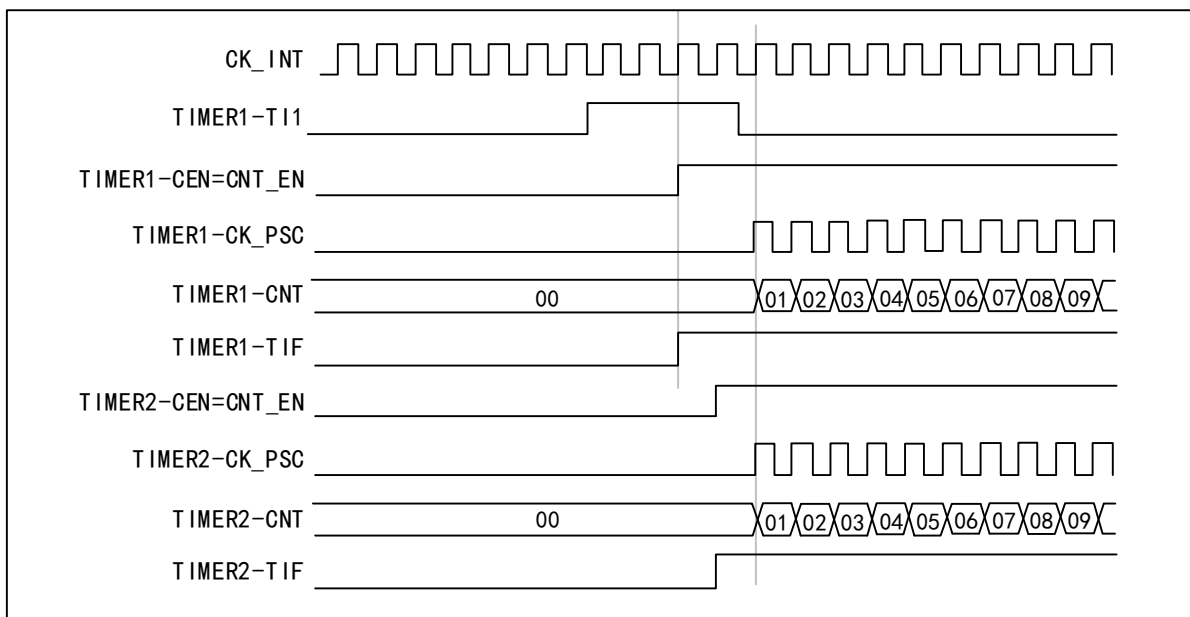 CK_INT
TIMER1-TI1
TIMER1-CEN=CNT_EN
TIMER1-CK_PSC
TIMER1-CNT 00 01 02 03 04 05 06 07 08 09
TIMER1-TIF
TIMER2-CEN=CNT_EN
TIMER2-CK_PSC
TIMER2-CNT 00 01 02 03 04 05 06 07 08 09
TIMER2-TIF